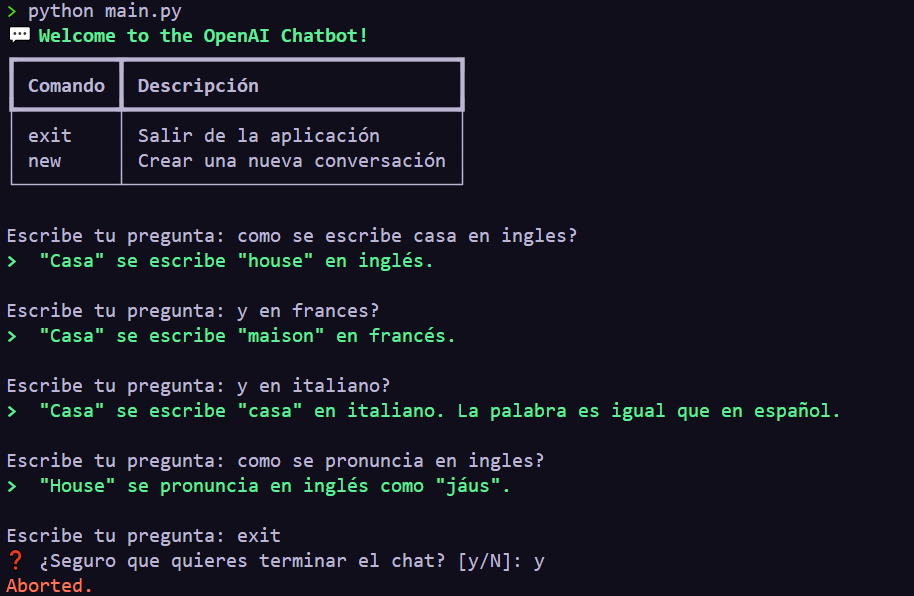 > python main.py
💬 Welcome to the OpenAI Chatbot!
Comando Descripción
exit Salir de la aplicación
new Crear una nueva conversación
Escribe tu pregunta: como se escribe casa en ingles?
> "Casa" se escribe "house" en inglés.
Escribe tu pregunta: y en frances?
> "Casa" se escribe "maison" en francés.
Escribe tu pregunta: y en italiano?
> "Casa" se escribe "casa" en italiano. La palabra es igual que en español.
Escribe tu pregunta: como se pronuncia en ingles?
> "House" se pronuncia en inglés como "jáus".
Escribe tu pregunta: exit
❓ ¿Seguro que quieres terminar el chat? [y/N]: y
Aborted.